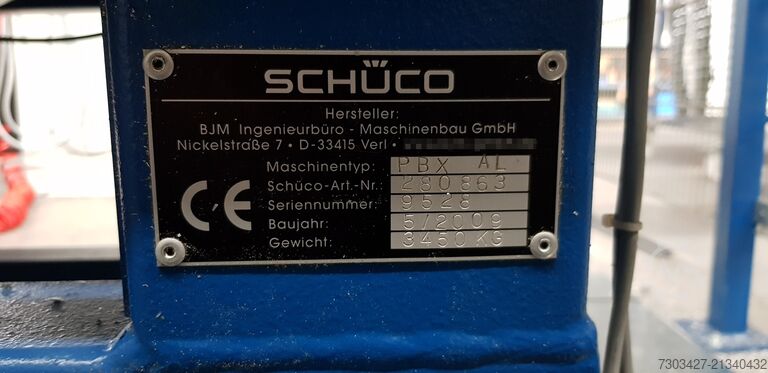 SCHÜCO
Hersteller:
BJM Ingenieurbüro - Maschinenbau GmbH
Nickelstraße 7 • D-33415 Verl •
Maschinentyp: PBX AL
Schüco-Art.-Nr.: 280863
Seriennummer: 9528
Baujahr: 5/2009
Gewicht: 3450 KG
CE
7303427-21340432